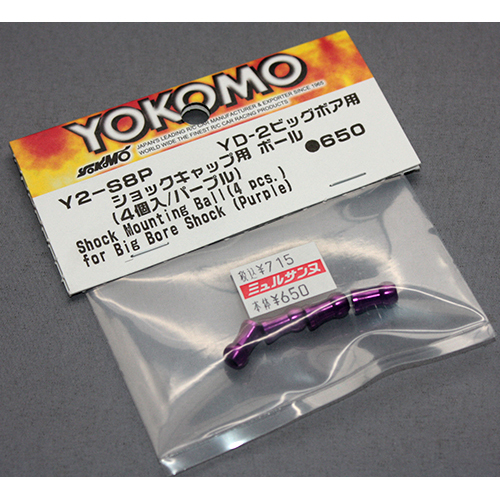 YOKOMO
JAPAN'S LEADING R/C CAR MANUFACTURER & EXPORTER SINCE 1965
WORLD WIDE THE FINEST R/C CAR RACING PRODUCTS
YOKOMO
Y2-S8P YD-2ビッグボア用
ショックキャップ用 ボール ●650
(4個入/パープル)
Shock Mounting Ball(4 pcs.)
for Big Bore Shock (Purple)
税込¥715
ミュルサンヌ
本体¥650